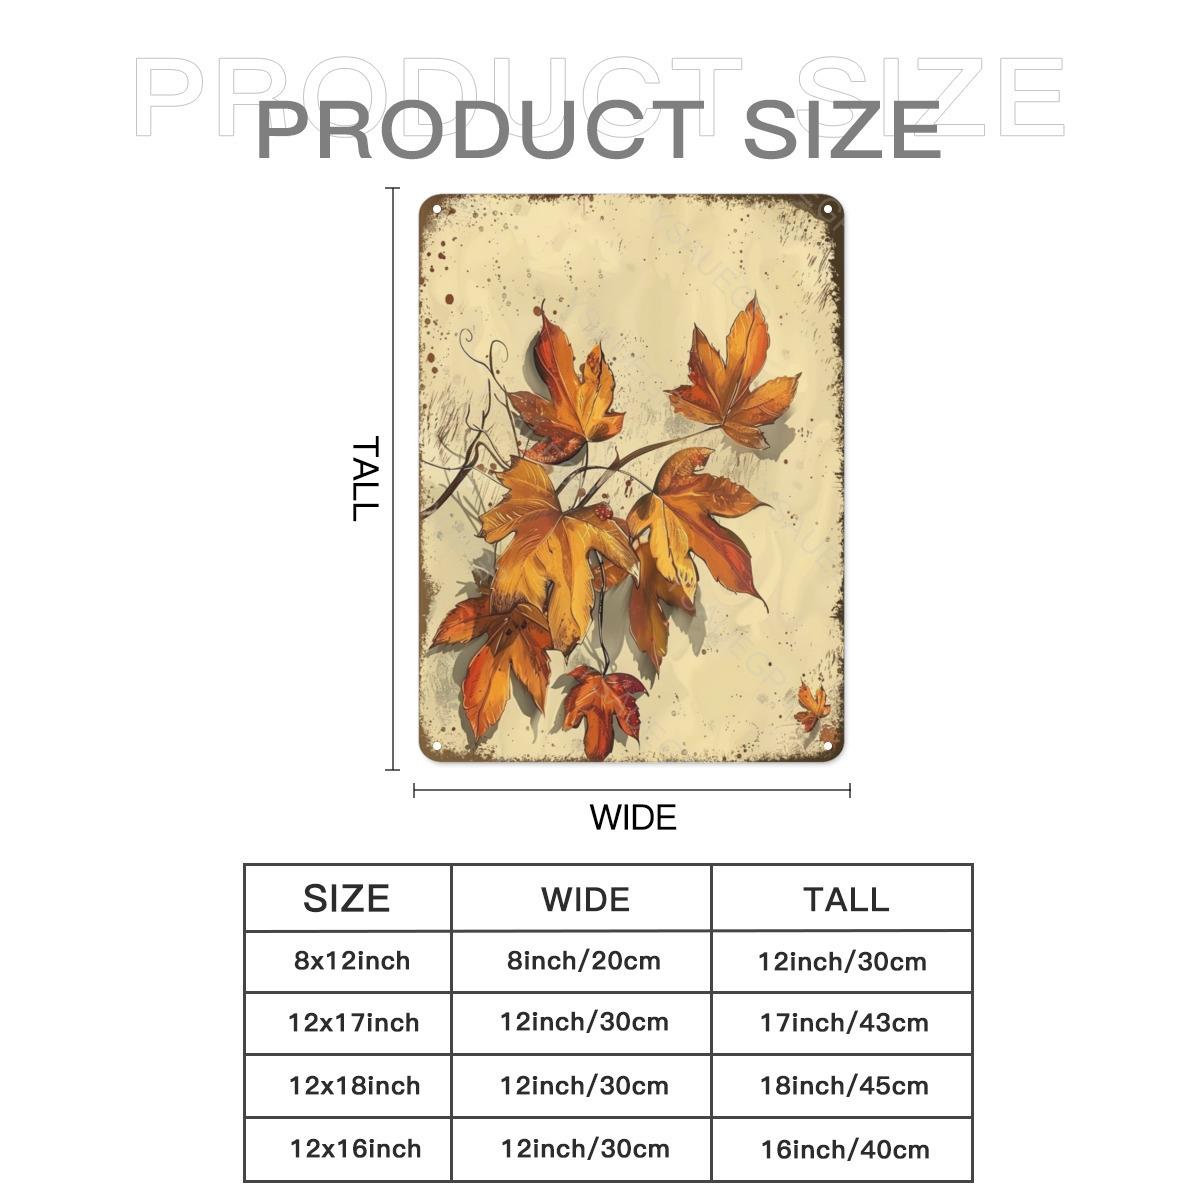 PRODUCT SIZE
PRODUCT SIZE
TALL
WIDE
SIZE WIDE TALL
8x12inch 8inch/20cm 12inch/30cm
12x17inch 12inch/30cm 17inch/43cm
12x18inch 12inch/30cm 18inch/45cm
12x16inch 12inch/30cm 16inch/40cm